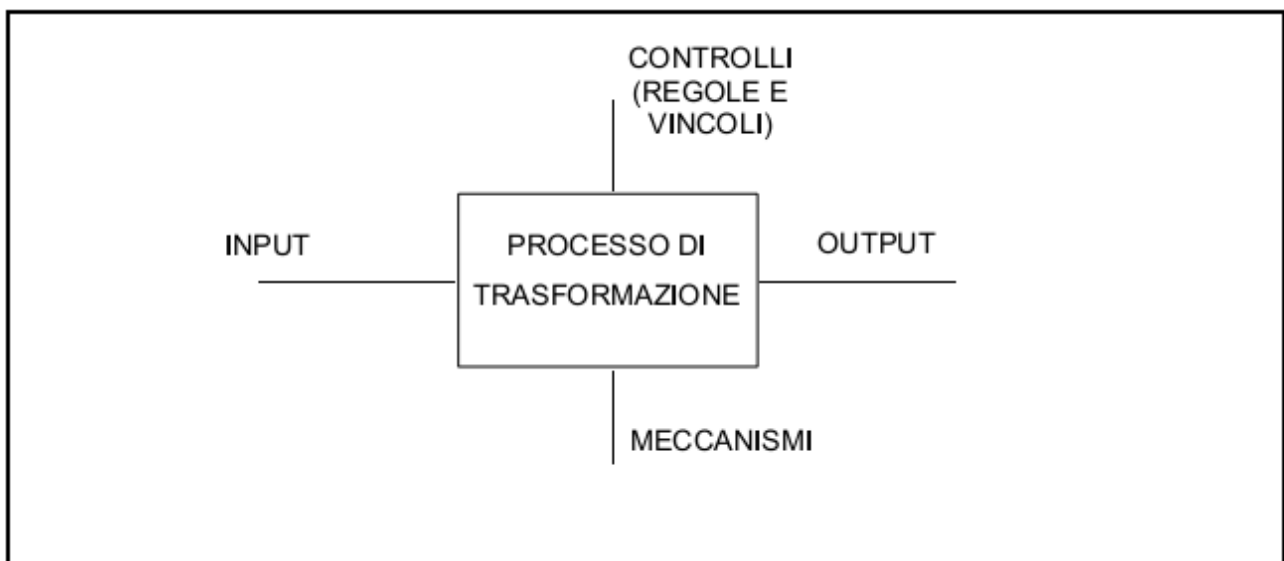 CONTROLLI
(REGOLE E
VINCOLI)
INPUT
PROCESSO DI
TRASFORMAZIONE
OUTPUT
MECCANISMI